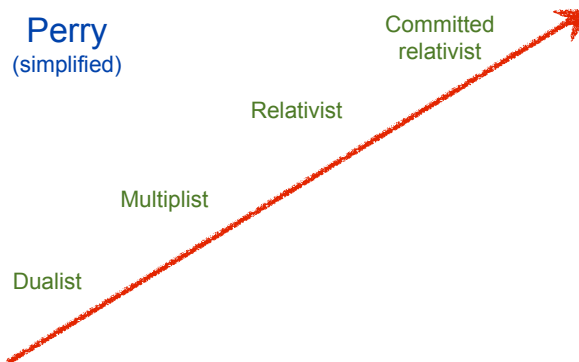 Perry
(simplified)
Committed
relativist
Relativist
Multiplist
Dualist